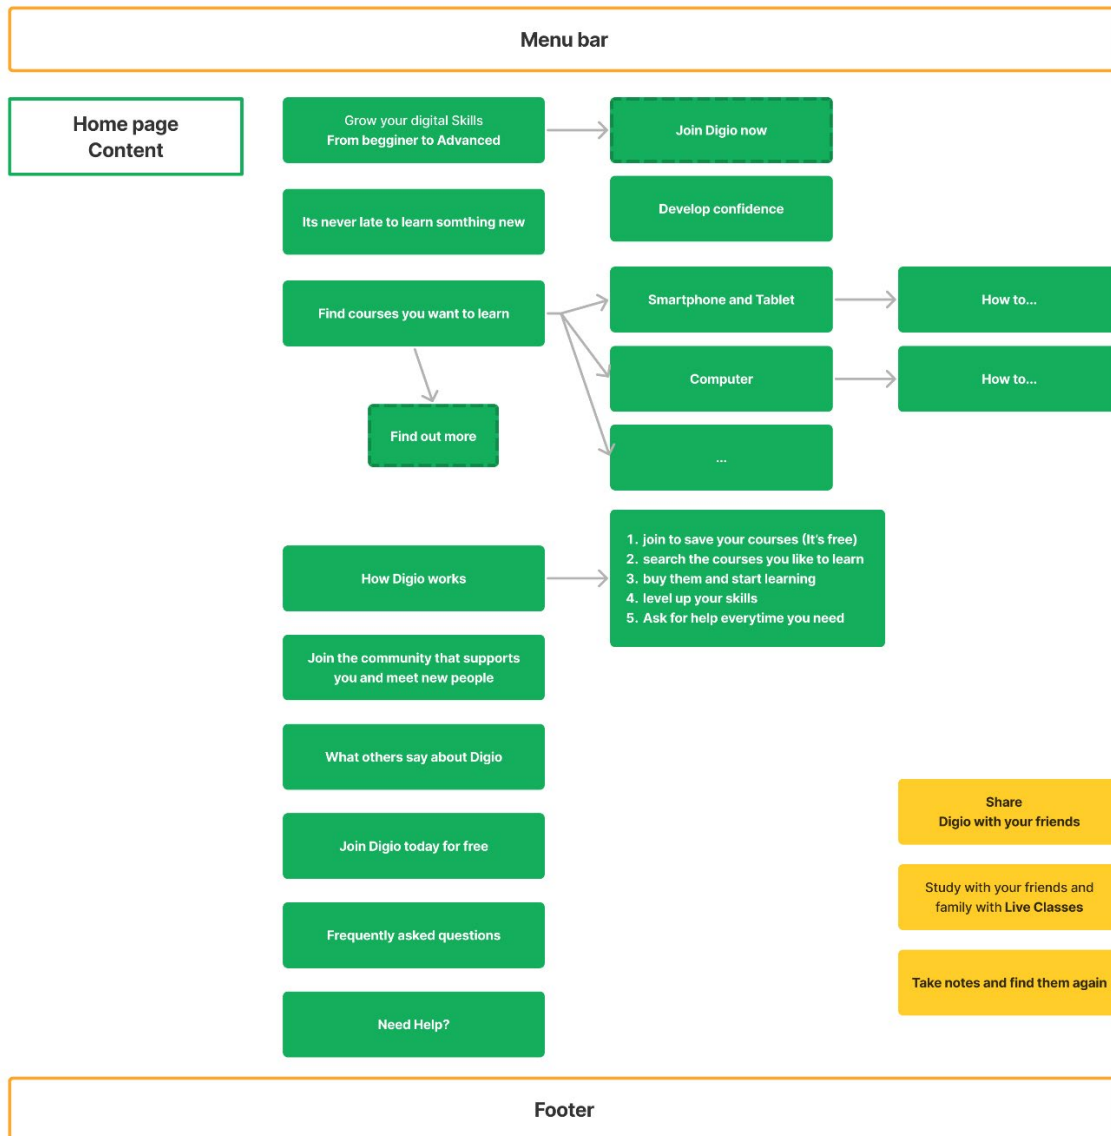 Menu bar
Home page
Content
Grow your digital Skills
From begginer to Advanced
Join Digio now
Its never late to learn somthing new
Develop confidence
Find courses you want to learn
Smartphone and Tablet
How to...
Computer
How to...
Find out more
...
How Digio works
1. join to save your courses (It's free)
2. search the courses you like to learn
3. buy them and start learning
4. level up your skills
5. Ask for help everytime you need
Join the community that supports
you and meet new people
What others say about Digio
Share
Digio with your friends
Join Digio today for free
Study with your friends and
family with Live Classes
Frequently asked questions
Take notes and find them again
Need Help?
Footer